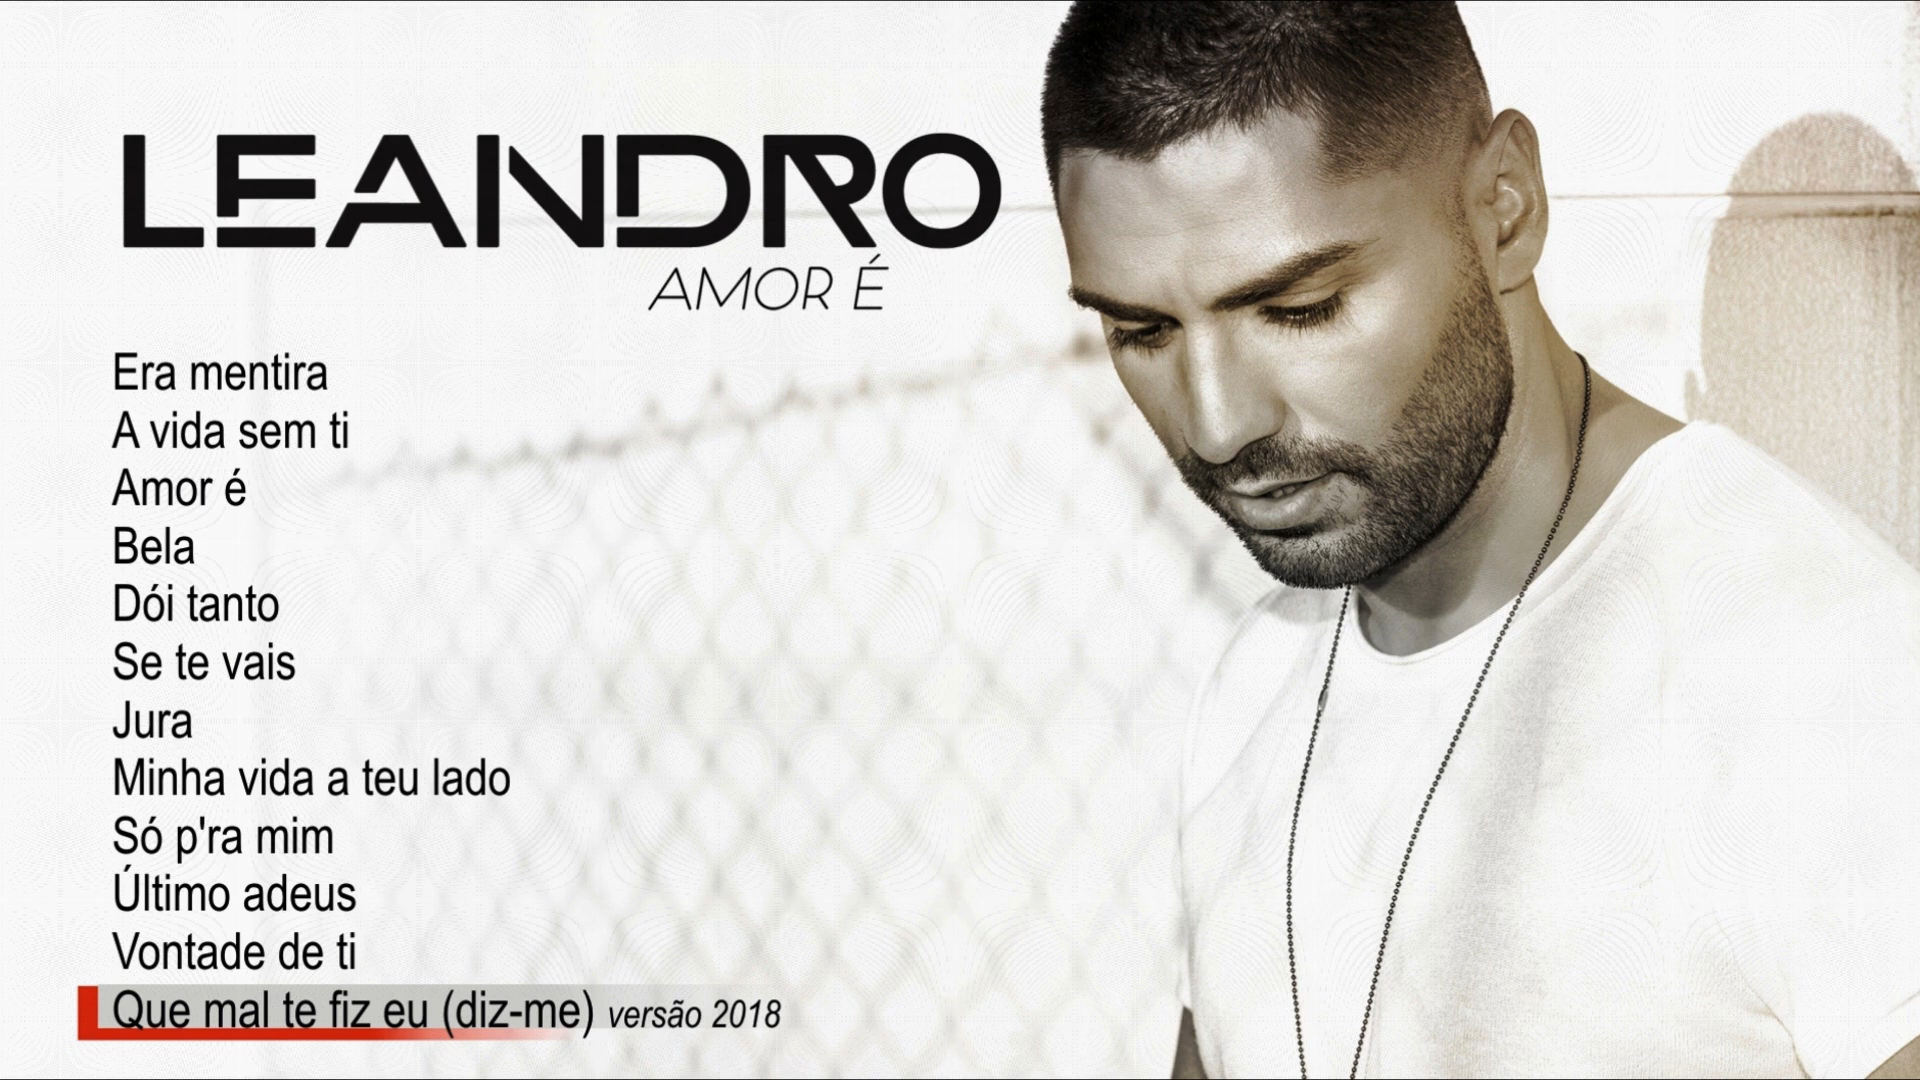 LEANDRO
AMOR É
Era mentira
A vida sem ti
Amor é
Bela
Dói tanto
Se te vais
Jura
Minha vida a teu lado
Só p'ra mim
Último adeus
Vontade de ti
Que mal te fiz eu (diz-me) versão 2018